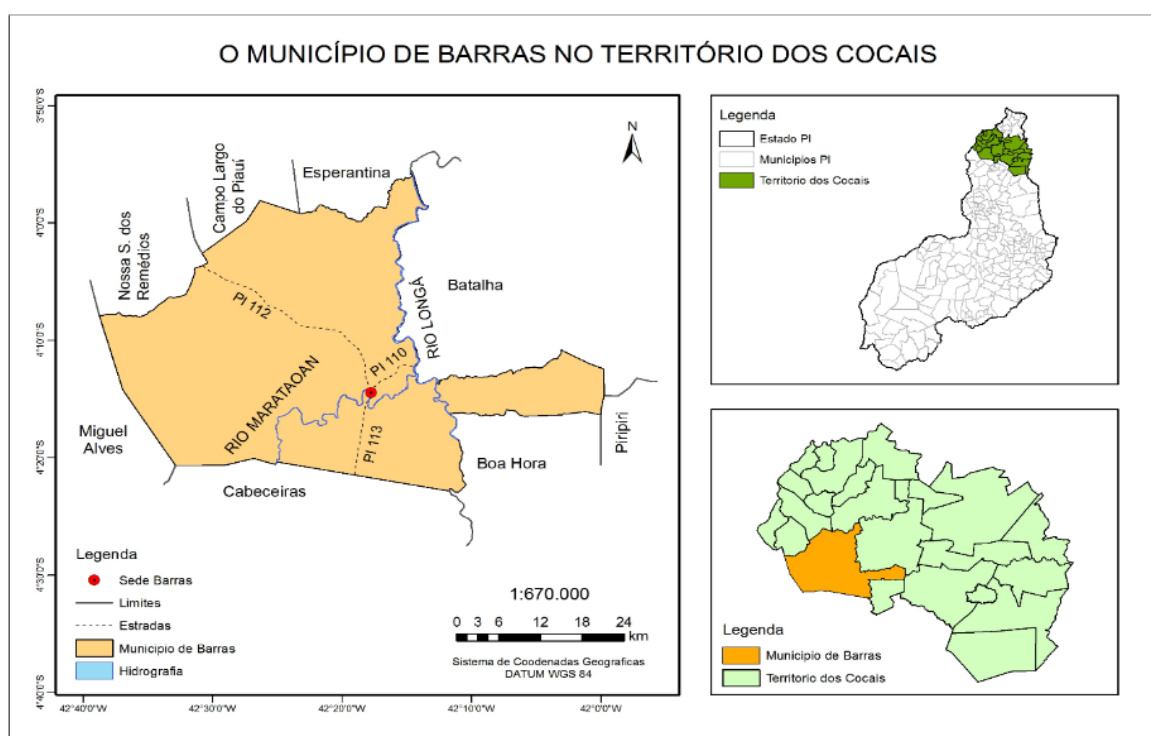 O MUNICÍPIO DE BARRAS NO TERRITÓRIO DOS COCAIS
3°50'0"S
4°0'0"S
4°10'0"S
4°20'0"S
4°30'0"S
4°40'0"S
42°40'0"W
42°30'0"W
42°20'0"W
42°10'0"W
42°0'0"W
N
Esperantina
Campo Largo
do Piauí
Nossa S. dos
Remédios
Batalha
RIO LONGÁ
PI 112
PI 110
RIO MARATAOAN
PI 113
Miguel
Alves
Cabeceiras
Boa Hora
Piripiri
Legenda
Sede Barras
Limites
Estradas
Municipio de Barras
Hidrografia
1:670.000
0 3 6 12 18 24
km
Sistema de Coodenadas Geograficas
DATUM WGS 84
Legenda
Estado PI
Municípios PI
Territorio dos Cocais
Legenda
Municipio de Barras
Territorio dos Cocais